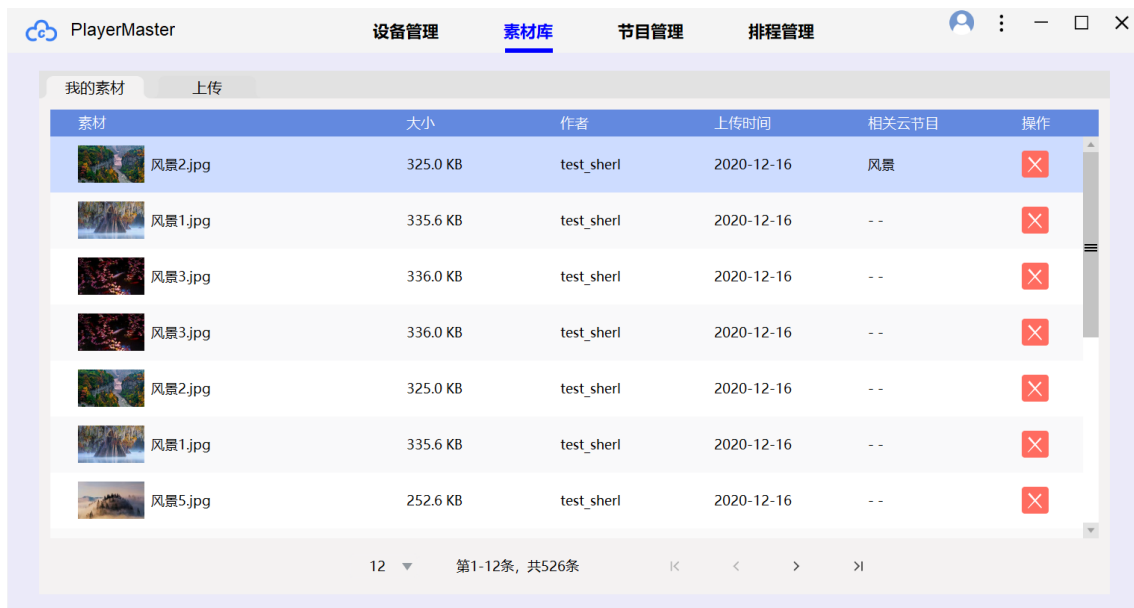 PlayerMaster 设备管理 素材库 节目管理 排程管理
我的素材 上传
素材 大小 作者 上传时间 相关云节目 操作
风景2.jpg 325.0 KB test_sherl 2020-12-16 风景
风景1.jpg 335.6 KB test_sherl 2020-12-16 - -
风景3.jpg 336.0 KB test_sherl 2020-12-16 - -
风景3.jpg 336.0 KB test_sherl 2020-12-16 - -
风景2.jpg 325.0 KB test_sherl 2020-12-16 - -
风景1.jpg 335.6 KB test_sherl 2020-12-16 - -
风景5.jpg 252.6 KB test_sherl 2020-12-16 - -
12 第1-12条, 共526条